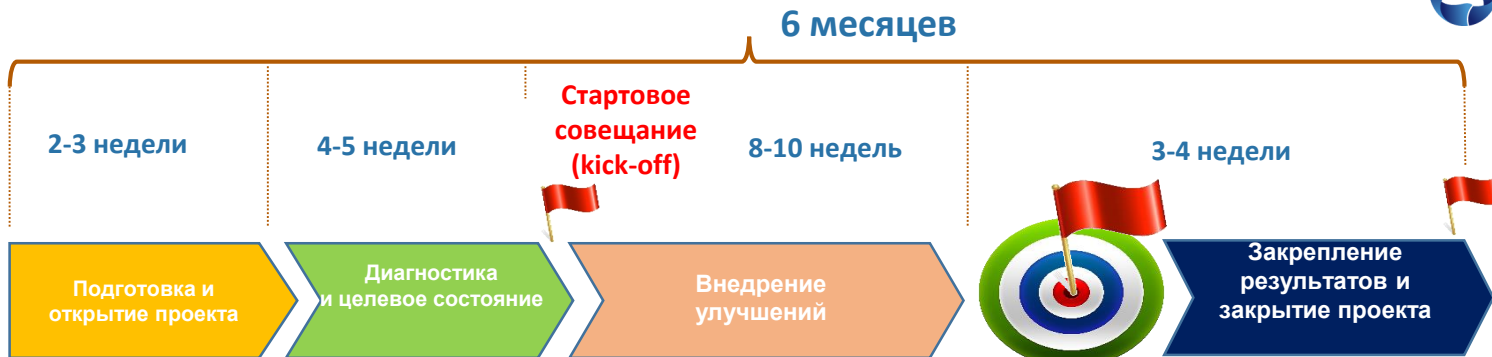 6 месяцев
2-3 недели
4-5 недели
Стартовое
совещание
(kick-off)
8-10 недель
3-4 недели
Подготовка и
открытие проекта
Диагностика
и целевое состояние
Внедрение
улучшений
Закрепление
результатов и
закрытие проекта